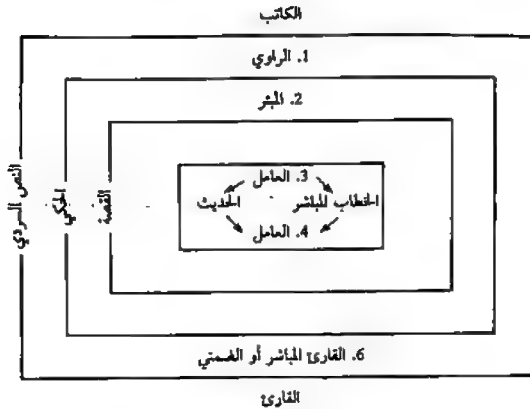 الكاتب
1. الراوي
2. المبئر
3. العامل
الخطاب المباشر
الحديث
4. العامل
القصة
الحكي
النص السردي
6. القارئ المباشر أو الضمني
القارئ